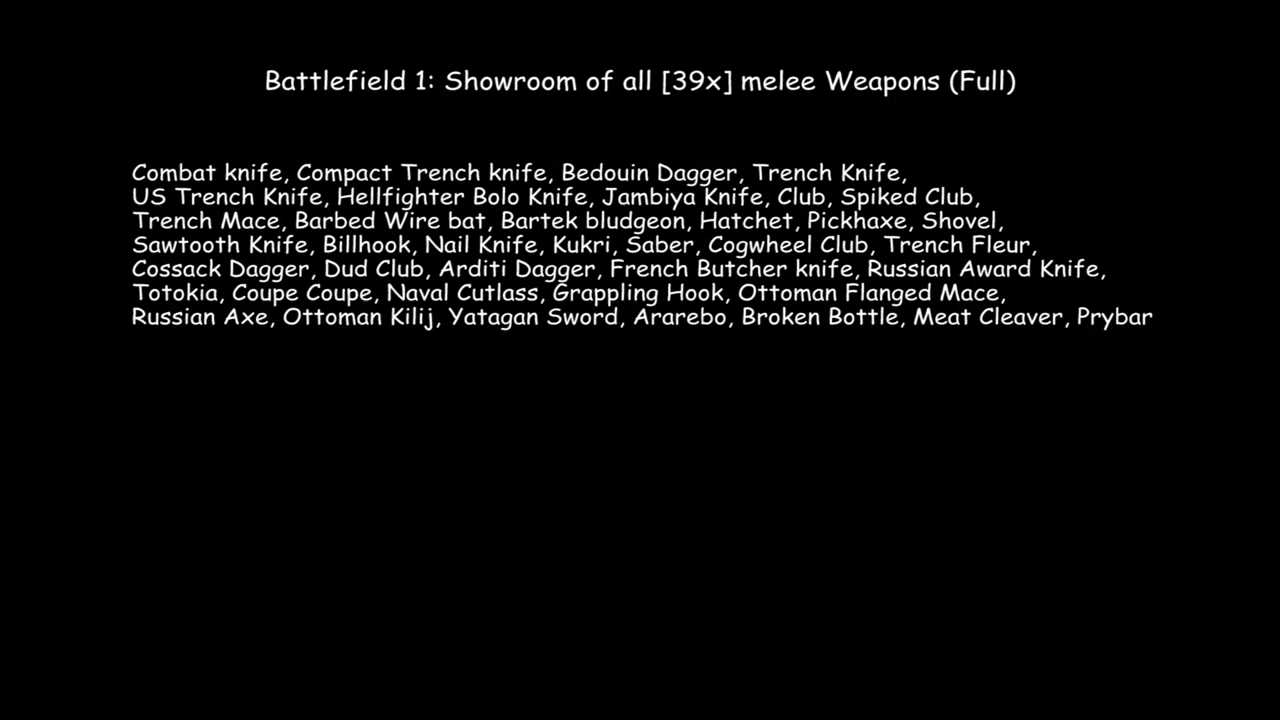 Battlefield 1: Showroom of all [39x] melee Weapons (Full)
Combat knife, Compact Trench knife, Bedouin Dagger, Trench Knife,
US Trench Knife, Hellfighter Bolo Knife, Jambiya Knife, Club, Spiked Club,
Trench Mace, Barbed Wire bat, Bartek bludgeon, Hatchet, Pickhaxe, Shovel,
Sawtooth Knife, Billhook, Nail Knife, Kukri, Saber, Cogwheel Club, Trench Fleur,
Cossack Dagger, Dud Club, Arditi Dagger, French Butcher knife, Russian Award Knife,
Totokia, Coupe Coupe, Naval Cutlass, Grappling Hook, Ottoman Flanged Mace,
Russian Axe, Ottoman Kilij, Yatagan Sword, Ararebo, Broken Bottle, Meat Cleaver, Prybar